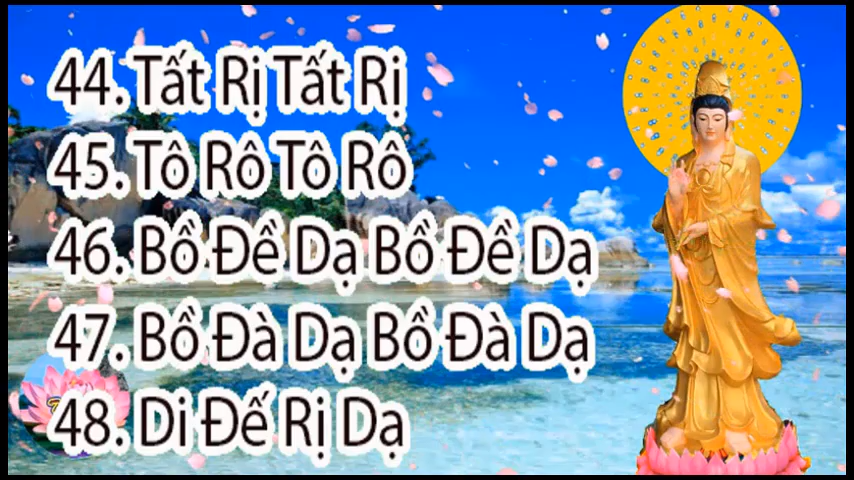 44. Tất Rị Tất Rị
45. Tô Rô Tô Rô
46. Bồ Đề Dạ Bồ Đề Dạ
47. Bồ Đà Dạ Bồ Đà Dạ
48. Di Đế Rị Dạ